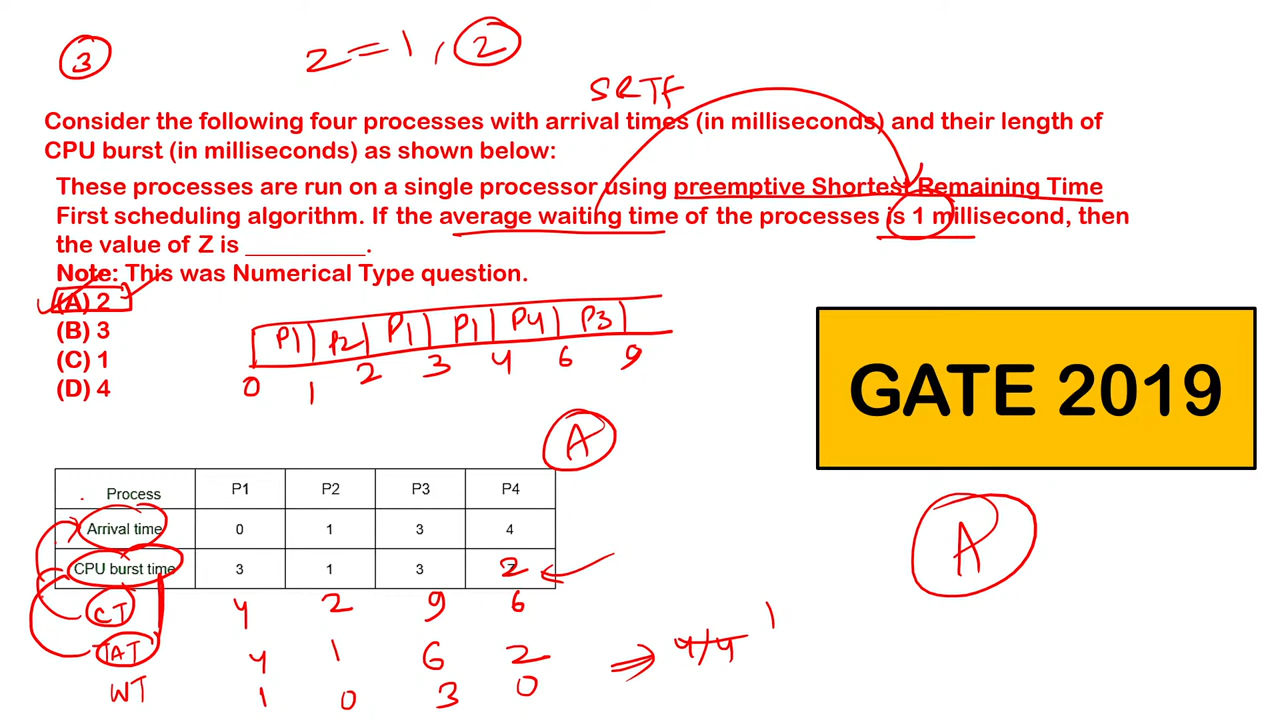 3
z = 1, 2
SRTF
Consider the following four processes with arrival times (in milliseconds) and their length of
CPU burst (in milliseconds) as shown below:
These processes are run on a single processor using preemptive Shortest Remaining Time
First scheduling algorithm. If the average waiting time of the processes is 1 millisecond, then
the value of Z is __________.
Note: This was Numerical Type question.
(A) 2
(B) 3
(C) 1
(D) 4
P1 P2 P1 P1 P4 P3
0 1 2 3 4 6 9
GATE 2019
A
A
Process P1 P2 P3 P4
Arrival time 0 1 3 4
CPU burst time 3 1 3 2
CT 4 2 9 6
TAT 4 1 6 2 ⇒ 4/4 1
WT 1 0 3 0